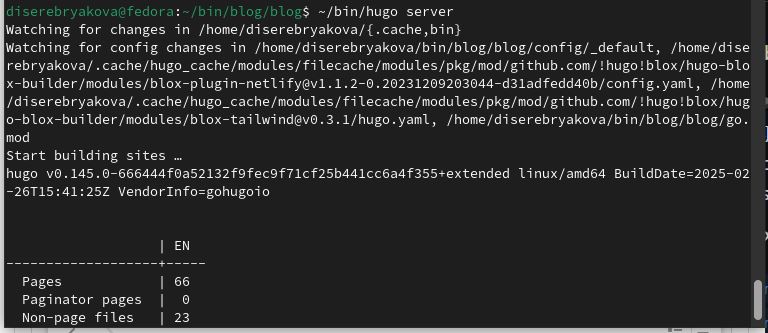 diserebryakova@fedora:~/bin/blog/blog$ ~/bin/hugo server
Watching for changes in /home/diserebryakova/{.cache,bin}
Watching for config changes in /home/diserebryakova/bin/blog/blog/config/_default, /home/dise
rebryakova/.cache/hugo_cache/modules/filecache/modules/pkg/mod/github.com/!hugo!blox/hugo-blo
x-builder/modules/blox-plugin-netlify@v1.1.2-0.20231209203044-d31adfedd40b/config.yaml, /home
/diserebryakova/.cache/hugo_cache/modules/filecache/modules/pkg/mod/github.com/!hugo!blox/hug
o-blox-builder/modules/blox-tailwind@v0.3.1/hugo.yaml, /home/diserebryakova/bin/blog/blog/go.
mod
Start building sites …
hugo v0.145.0-666444f0a52132f9fec9f71cf25b441cc6a4f355+extended linux/amd64 BuildDate=2025-02
-26T15:41:25Z VendorInfo=gohugoio
                   | EN
-------------------+-----
  Pages            | 66
  Paginator pages  |  0
  Non-page files   | 23